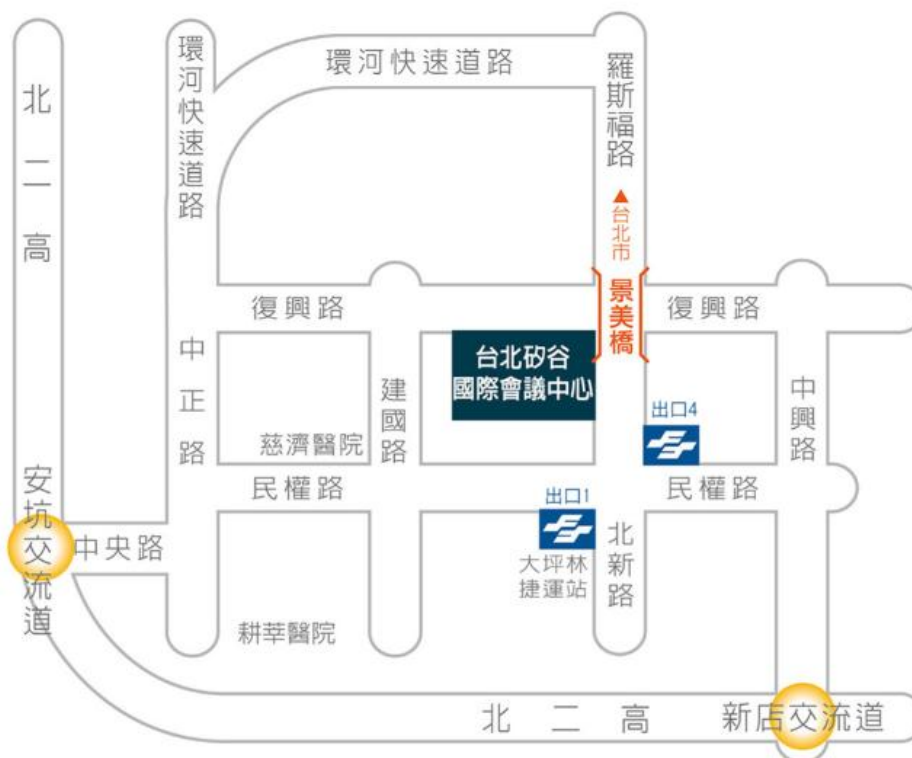 北二高
環河快速道路
環河快速道路
羅斯福路
▲台北市
景美橋
復興路
復興路
中正路
建國路
台北矽谷
國際會議中心
中興路
出口4
慈濟醫院
民權路
民權路
出口1
大坪林
捷運站
北新路
安坑交流道
中央路
耕莘醫院
北二高
新店交流道